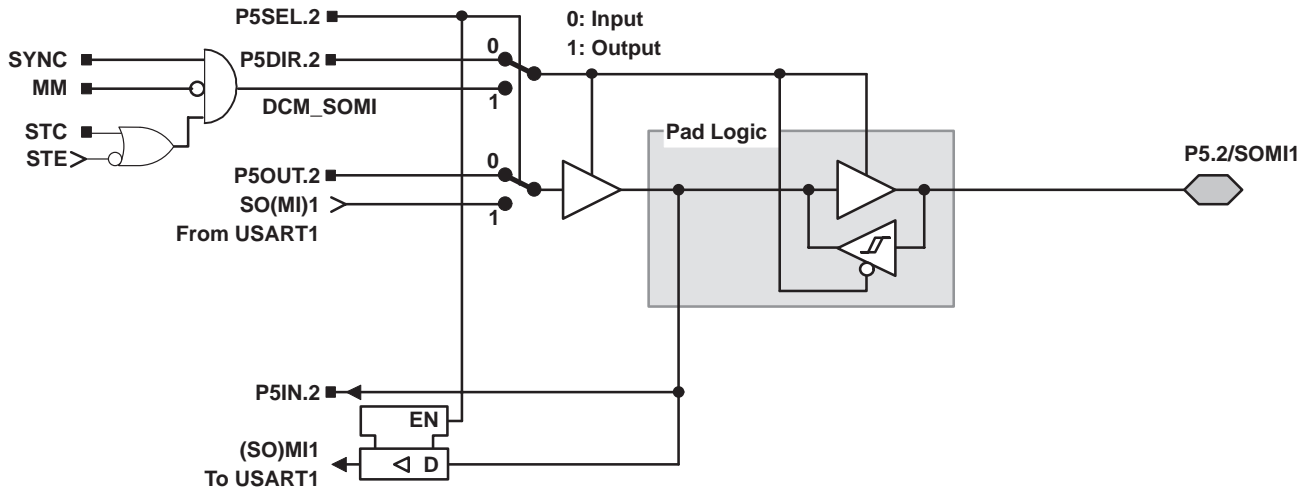 P5SEL.2
0: Input
1: Output
SYNC
P5DIR.2
0
MM
DCM_SOMI
1
STC
STE
Pad Logic
P5.2/SOMI1
P5OUT.2
0
SO(MI)1
1
From USART1
P5IN.2
EN
(SO)MI1
D
To USART1